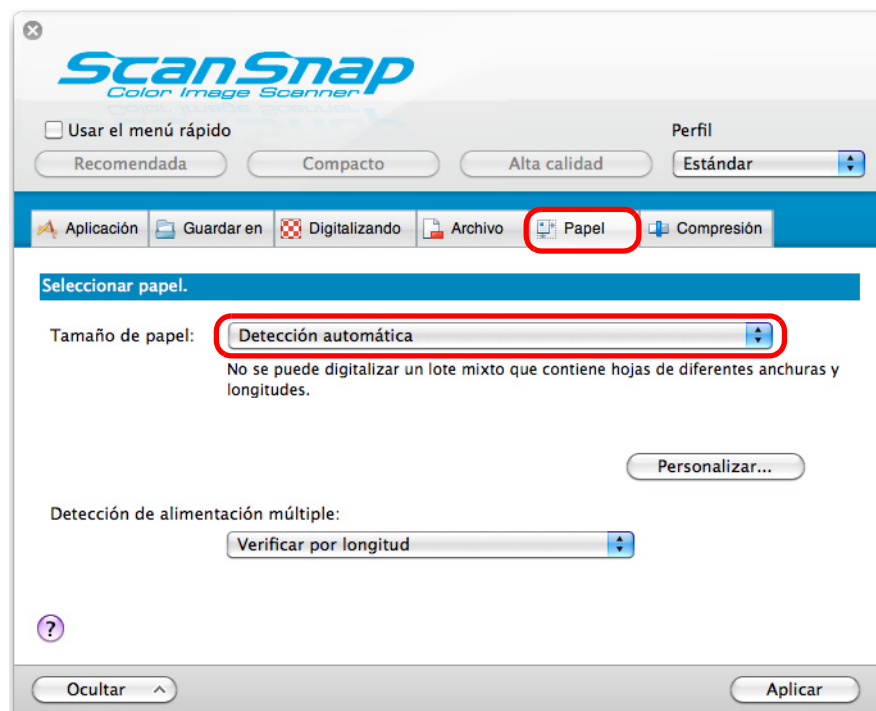 ScanSnap
Color Image Scanner
Usar el menú rápido
Perfil
Recomendada Compacto Alta calidad Estándar
Aplicación Guardar en Digitalizando Archivo Papel Compresión
Seleccionar papel.
Tamaño de papel: Detección automática
No se puede digitalizar un lote mixto que contiene hojas de diferentes anchuras y
longitudes.
Personalizar...
Detección de alimentación múltiple:
Verificar por longitud
?
Ocultar Aplicar